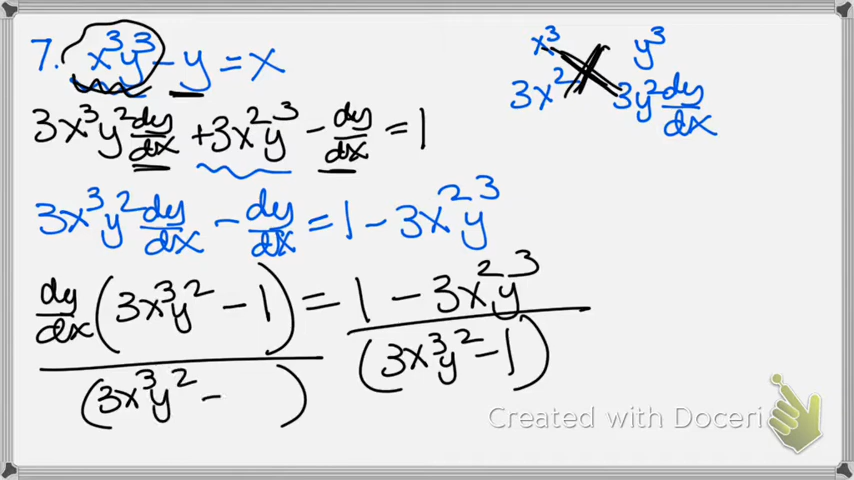 7. x³y³ - y = x
x³ y³
3x² 3y² dy/dx
3x³y² dy/dx + 3x²y³ - dy/dx = 1
3x³y² dy/dx - dy/dx = 1 - 3x²y³
dy/dx (3x³y² - 1) = 1 - 3x²y³
(3x³y² - ) (3x³y² - 1)
Created with Doceri